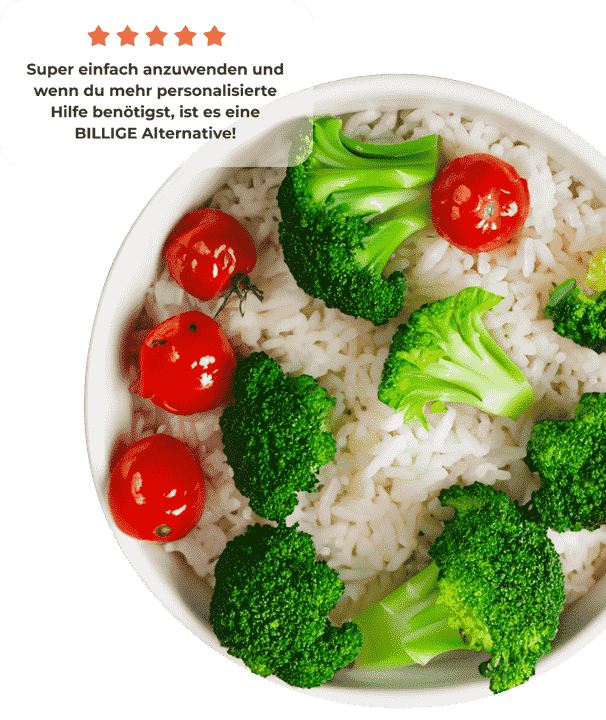 Super einfach anzuwenden und
wenn du mehr personalisierte
Hilfe benötigst, ist es eine
BILLIGE Alternative!